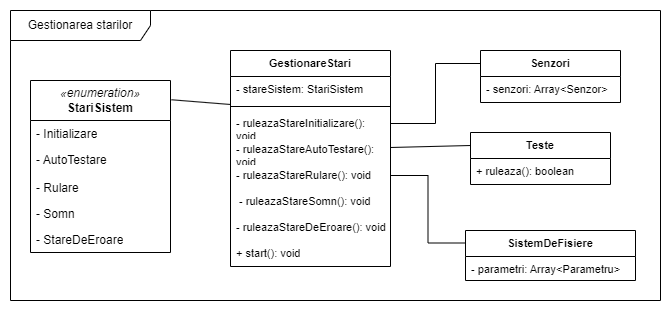 Gestionarea starilor
«enumeration»
StariSistem
- Initializare
- AutoTestare
- Rulare
- Somn
- StareDeEroare
GestionareStari
- stareSistem: StariSistem
- ruleazaStareInitializare():
void
- ruleazaStareAutoTestare():
void
- ruleazaStareRulare(): void
- ruleazaStareSomn(): void
- ruleazaStareDeEroare(): void
+ start(): void
Senzori
- senzori: Array<Senzor>
Teste
+ ruleaza(): boolean
SistemDeFisiere
- parametri: Array<Parametru>